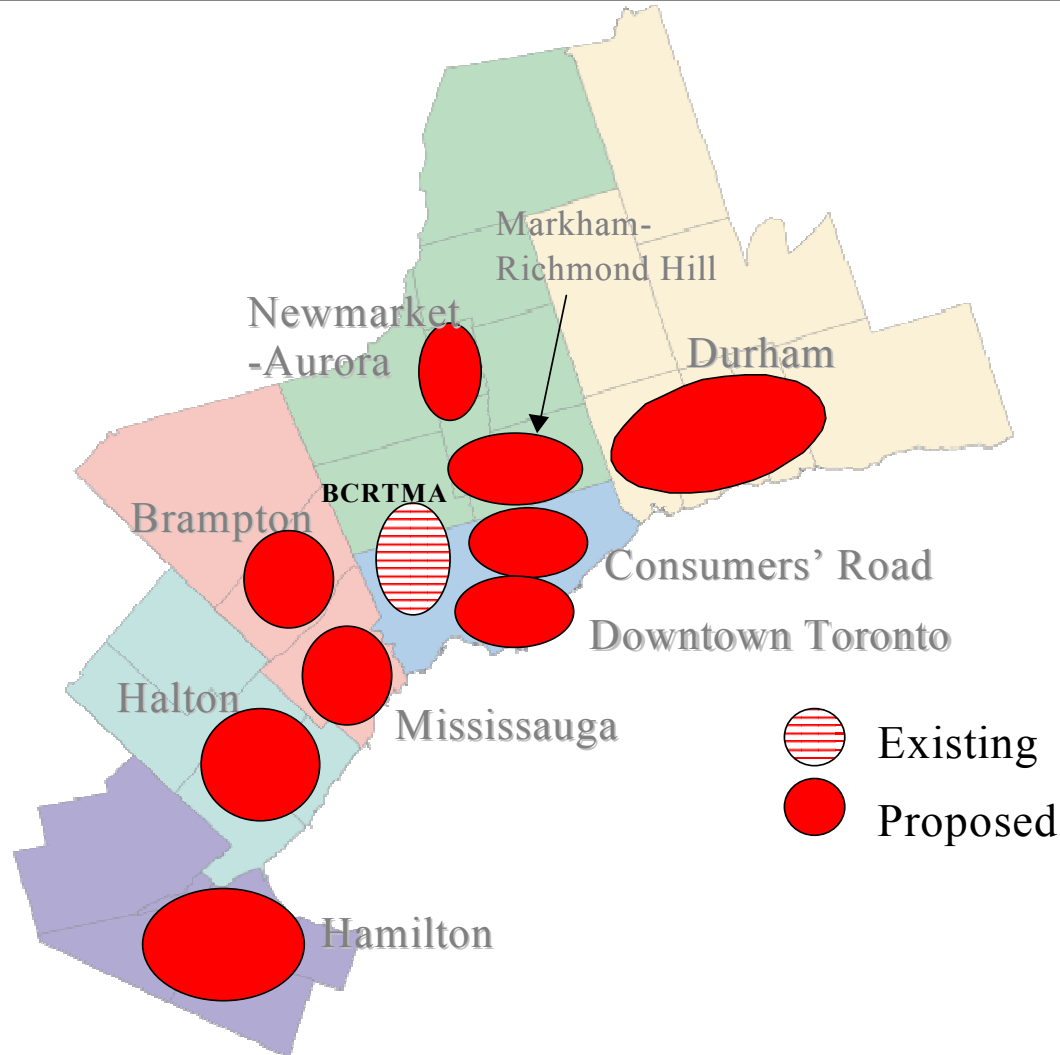 Markham-
Richmond Hill
Newmarket
-Aurora
Durham
BCRTMA
Brampton
Consumers’ Road
Downtown Toronto
Halton
Mississauga
Existing
Proposed
Hamilton